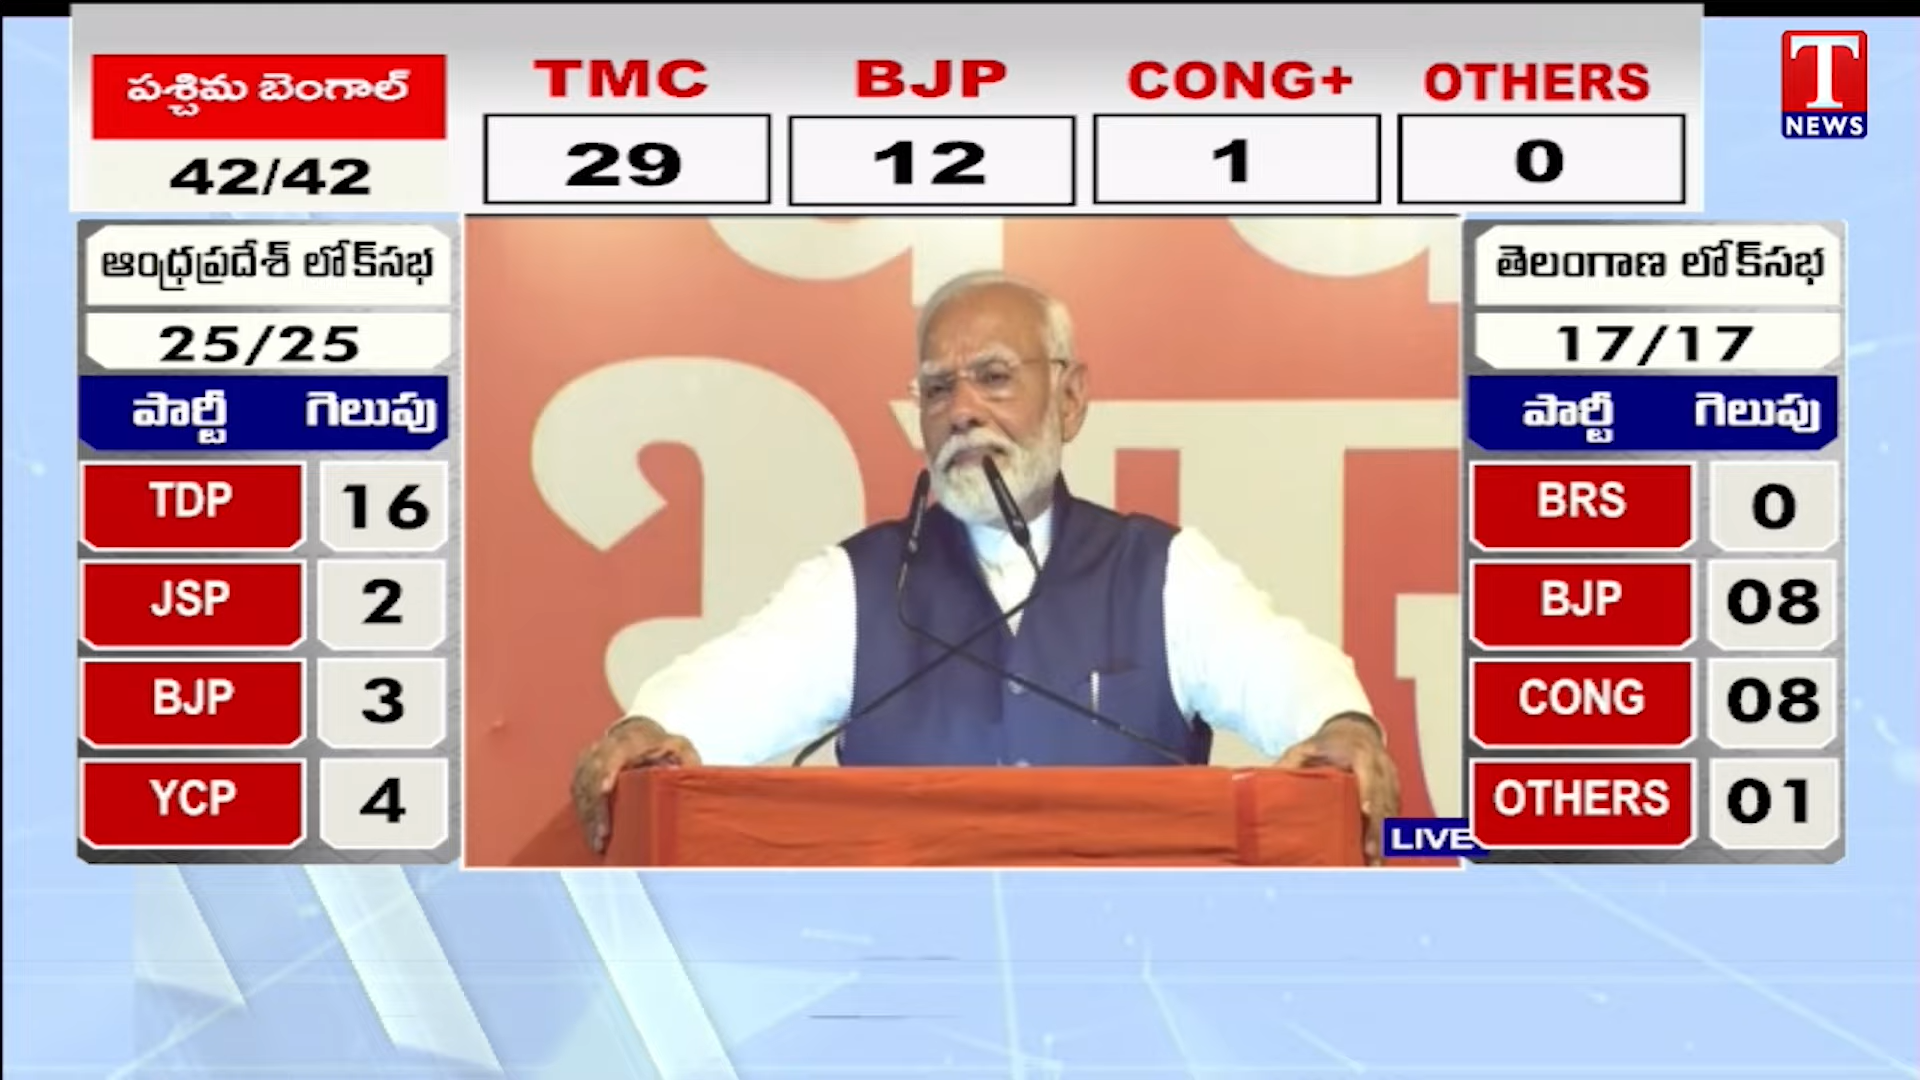 పశ్చిమ బెంగాల్
42/42
TMC BJP CONG+ OTHERS
29 12 1 0
T NEWS
ఆంధ్రప్రదేశ్ లోక్‌సభ
25/25
పార్టీ గెలుపు
TDP 16
JSP 2
BJP 3
YCP 4
LIVE
తెలంగాణ లోక్‌సభ
17/17
పార్టీ గెలుపు
BRS 0
BJP 08
CONG 08
OTHERS 01